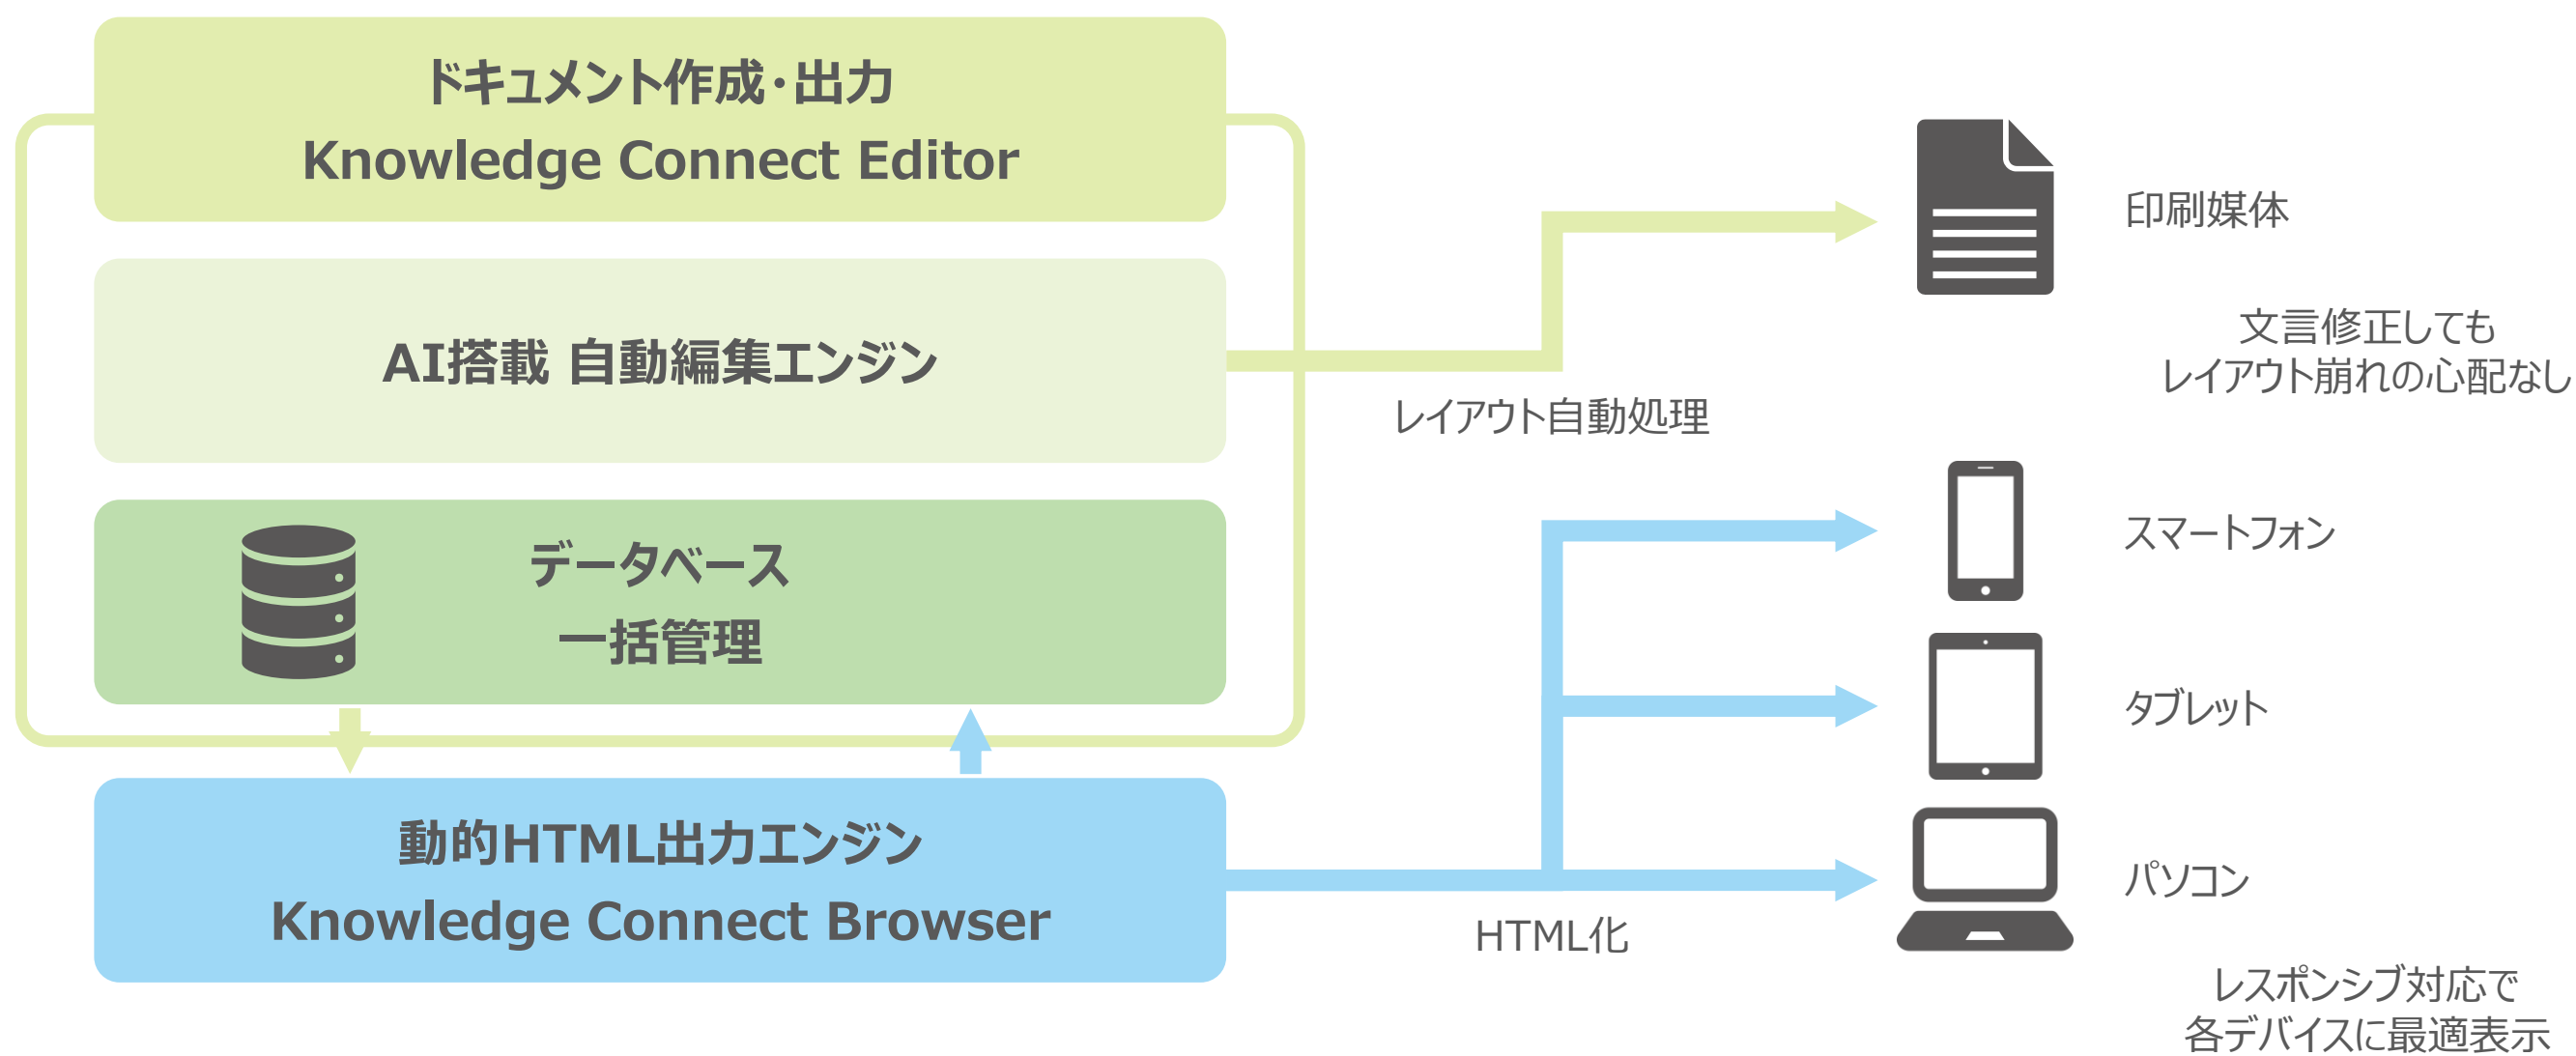 ドキュメント作成・出力
Knowledge Connect Editor
AI搭載 自動編集エンジン
データベース
一括管理
動的HTML出力エンジン
Knowledge Connect Browser
レイアウト自動処理
HTML化
印刷媒体
文言修正しても
レイアウト崩れの心配なし
スマートフォン
タブレット
パソコン
レスポンシブ対応で
各デバイスに最適表示